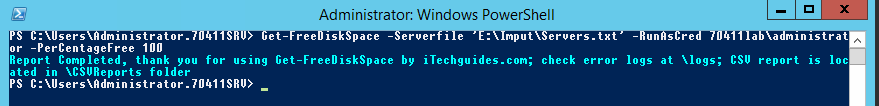 Administrator: Windows PowerShell
PS C:\Users\Administrator.70411SRV> Get-FreeDiskSpace -Serverfile ’E:\Imput\Servers.txt’ -RunAsCred 70411lab\administrat
or -PerCentageFree 100
Report Completed, thank you for using Get-FreeDiskSpace by iTechguides.com; check error logs at \logs; CSV report is loc
ated in \CSVReports folder
PS C:\Users\Administrator.70411SRV> _